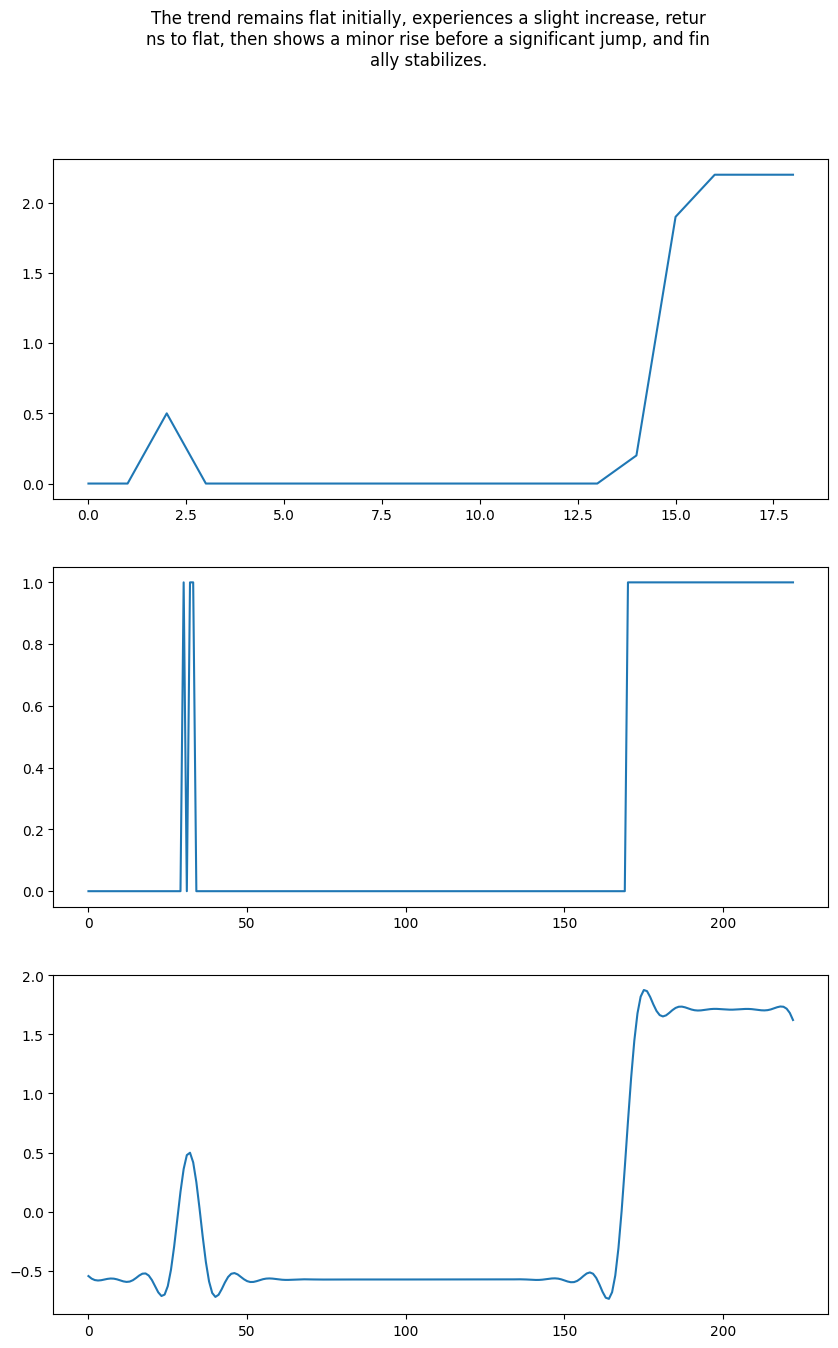 The trend remains flat initially, experiences a slight increase, retur
ns to flat, then shows a minor rise before a significant jump, and fin
ally stabilizes.
2.0
1.5
1.0
0.5
0.0
0.0 2.5 5.0 7.5 10.0 12.5 15.0 17.5
1.0
0.8
0.6
0.4
0.2
0.0
0 50 100 150 200
2.0
1.5
1.0
0.5
0.0
−0.5
0 50 100 150 200